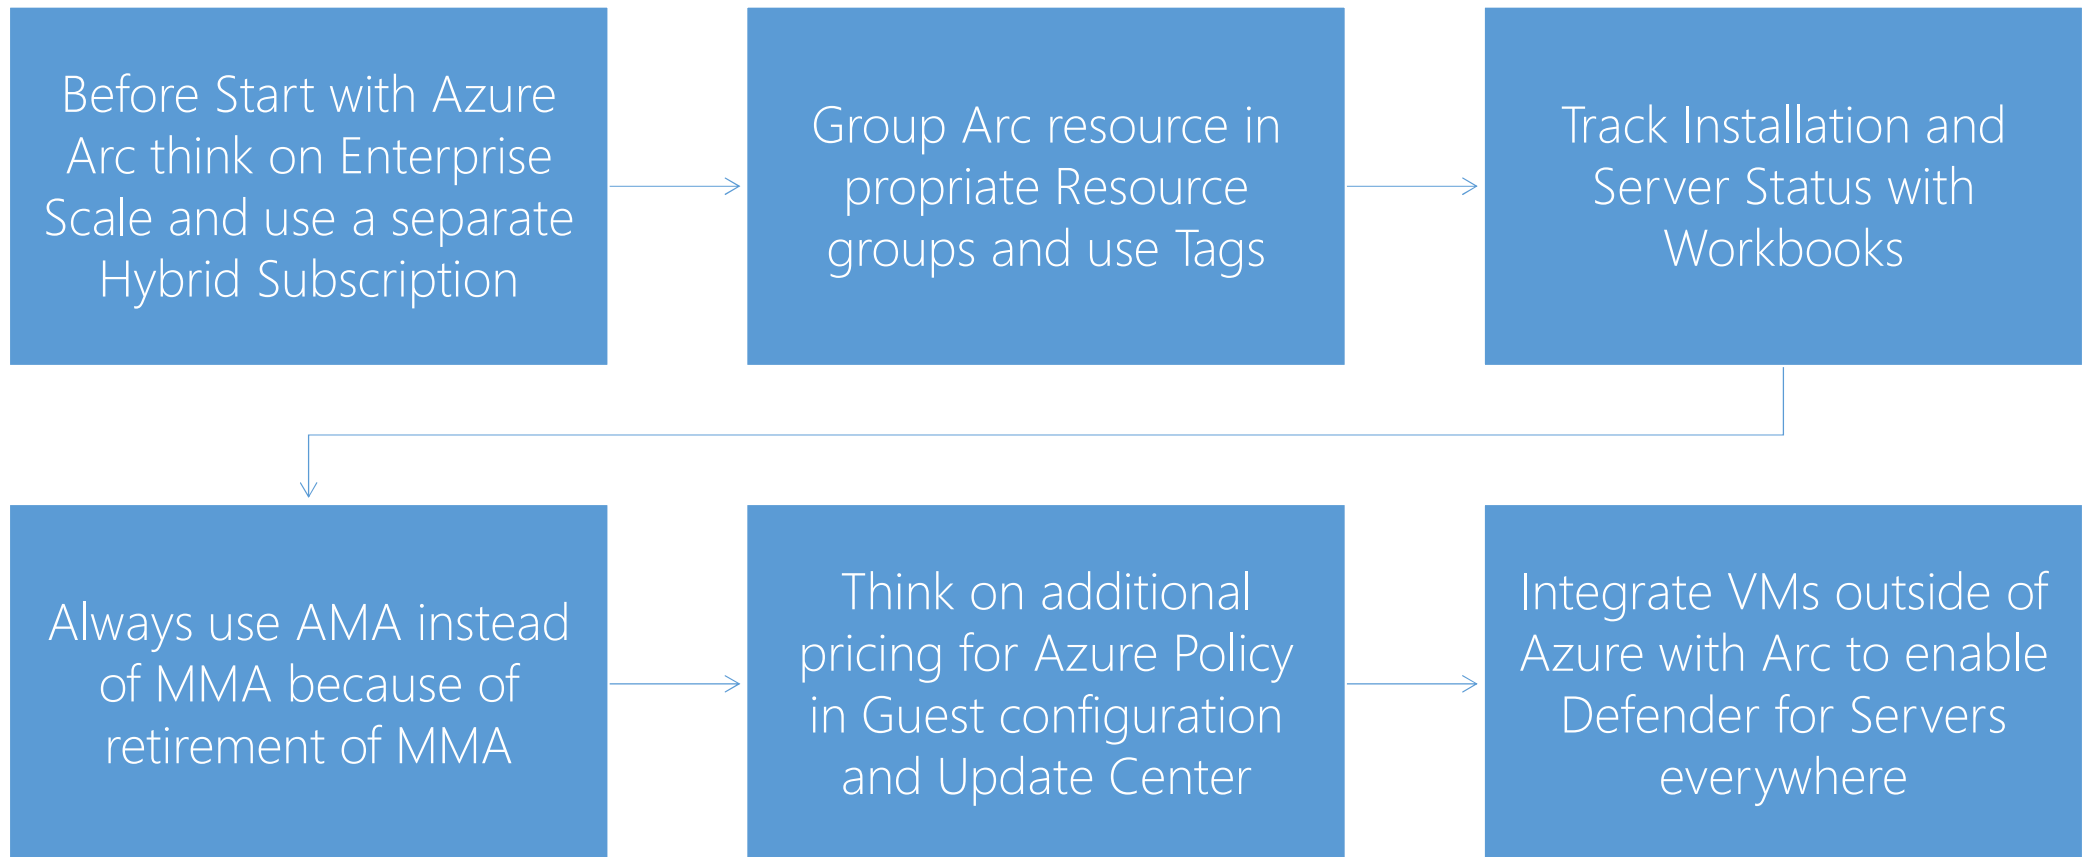 Before Start with Azure
Arc think on Enterprise
Scale and use a separate
Hybrid Subscription
Group Arc resource in
propriate Resource
groups and use Tags
Track Installation and
Server Status with
Workbooks
Always use AMA instead
of MMA because of
retirement of MMA
Think on additional
pricing for Azure Policy
in Guest configuration
and Update Center
Integrate VMs outside of
Azure with Arc to enable
Defender for Servers
everywhere